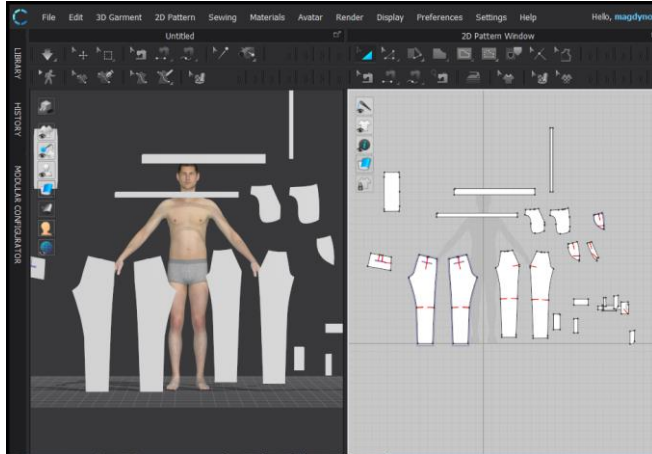 File Edit 3D Garment 2D Pattern Sewing Materials Avatar Render Display Preferences Settings Help Hello, magdyno
Untitled
2D Pattern Window
LIBRARY
HISTORY
MODULAR CONFIGURATOR